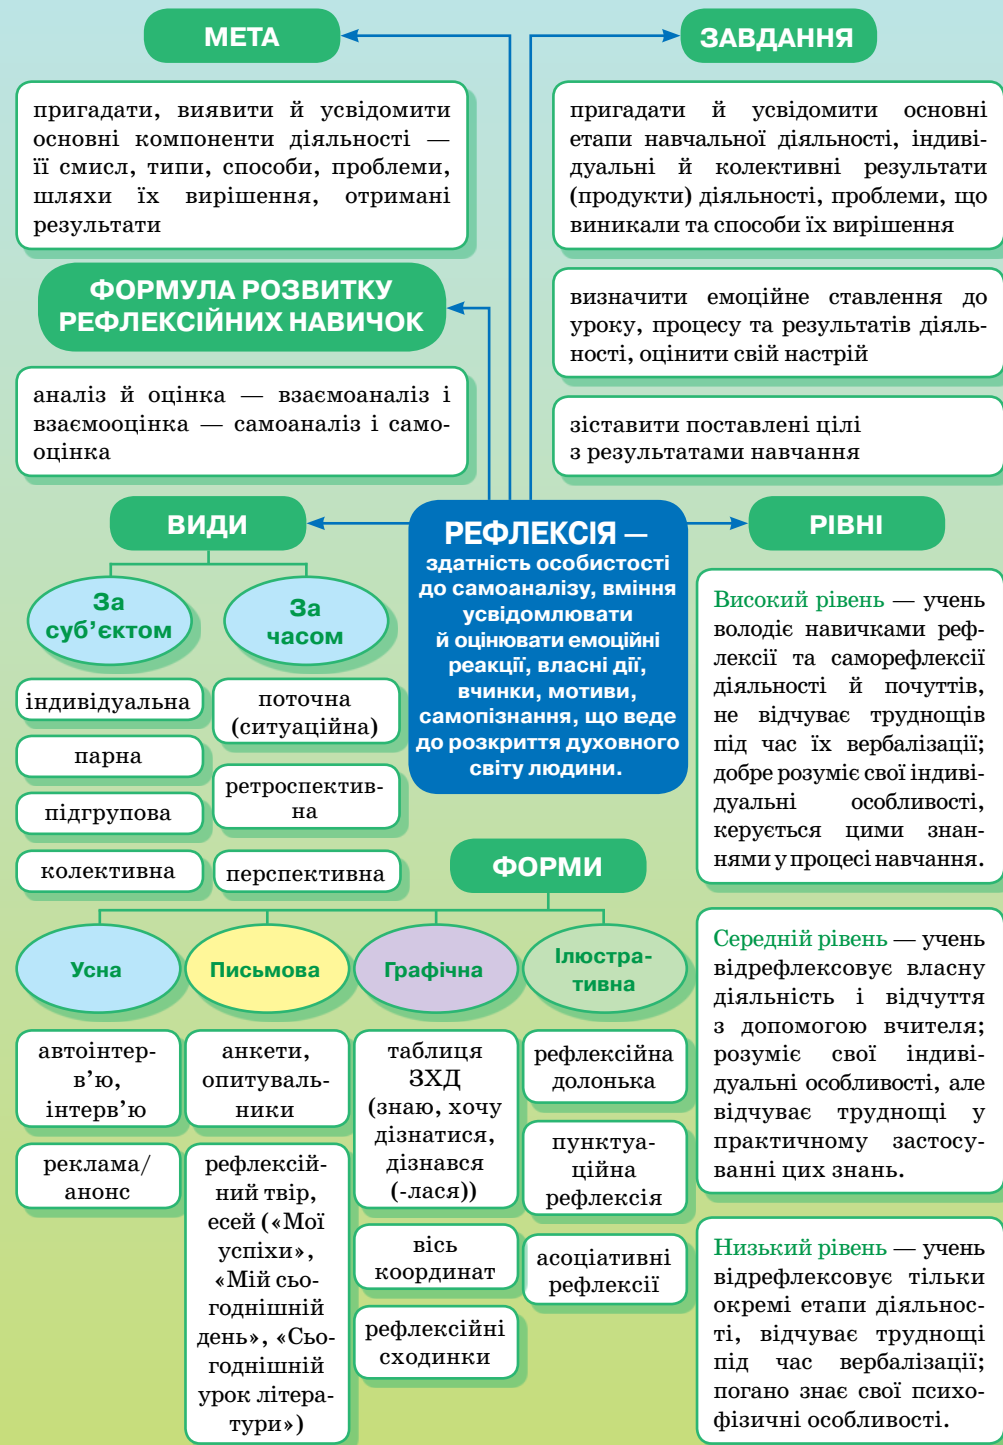 МЕТА
пригадати, виявити й усвідомити
основні компоненти діяльності —
її смисл, типи, способи, проблеми,
шляхи їх вирішення, отримані
результати
ЗАВДАННЯ
пригадати й усвідомити основні
етапи навчальної діяльності, індиві-
дуальні й колективні результати
(продукти) діяльності, проблеми, що
виникали та способи їх вирішення
визначити емоційне ставлення до
уроку, процесу та результатів діяль-
ності, оцінити свій настрій
зіставити поставлені цілі
з результатами навчання
ФОРМУЛА РОЗВИТКУ
РЕФЛЕКСІЙНИХ НАВИЧОК
аналіз й оцінка — взаємоаналіз і
взаємооцінка — самоаналіз і само-
оцінка
РЕФЛЕКСІЯ —
здатність особистості
до самоаналізу, вміння
усвідомлювати
й оцінювати емоційні
реакції, власні дії,
вчинки, мотиви,
самопізнання, що веде
до розкриття духовного
світу людини.
ВИДИ
За
суб’єктом
індивідуальна
парна
підгрупова
колективна
За
часом
поточна
(ситуаційна)
ретроспектив-
на
перспективна
РІВНІ
Високий рівень — учень
володіє навичками реф-
лексії та саморефлексії
діяльності й почуттів,
не відчуває труднощів
під час їх вербалізації;
добре розуміє свої індиві-
дуальні особливості,
керується цими знан-
нями у процесі навчання.
Середній рівень — учень
відрефлексовує власну
діяльність і відчуття
з допомогою вчителя;
розуміє свої індиві-
дуальні особливості, але
відчуває труднощі у
практичному застосу-
ванні цих знань.
Низький рівень — учень
відрефлексовує тільки
окремі етапи діяльнос-
ті, відчуває труднощі
під час вербалізації;
погано знає свої психо-
фізичні особливості.
ФОРМИ
Усна
автоінтер-
в’ю,
інтерв’ю
реклама/
анонс
Письмова
анкети,
опитуваль-
ники
рефлексій-
ний твір,
есей («Мої
успіхи»,
«Мій сьо-
годнішній
день», «Сьо-
годнішній
урок літера-
тури»)
Графічна
таблиця
ЗХД
(знаю, хочу
дізнатися,
дізнався
(-лася))
вісь
координат
рефлексійні
сходинки
Ілюстра-
тивна
рефлексійна
долонька
пунктуа-
ційна
рефлексія
асоціативні
рефлексії